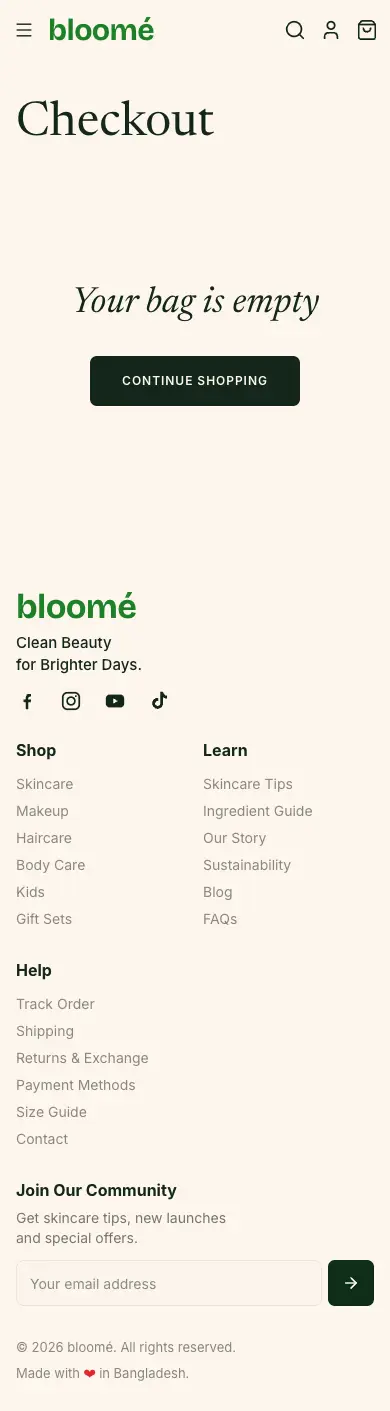 bloomé
Checkout
Your bag is empty
CONTINUE SHOPPING
bloomé
Clean Beauty
for Brighter Days.
Shop
Skincare
Makeup
Haircare
Body Care
Kids
Gift Sets
Learn
Skincare Tips
Ingredient Guide
Our Story
Sustainability
Blog
FAQs
Help
Track Order
Shipping
Returns & Exchange
Payment Methods
Size Guide
Contact
Join Our Community
Get skincare tips, new launches
and special offers.
Your email address
© 2026 bloomé. All rights reserved.
Made with ❤ in Bangladesh.